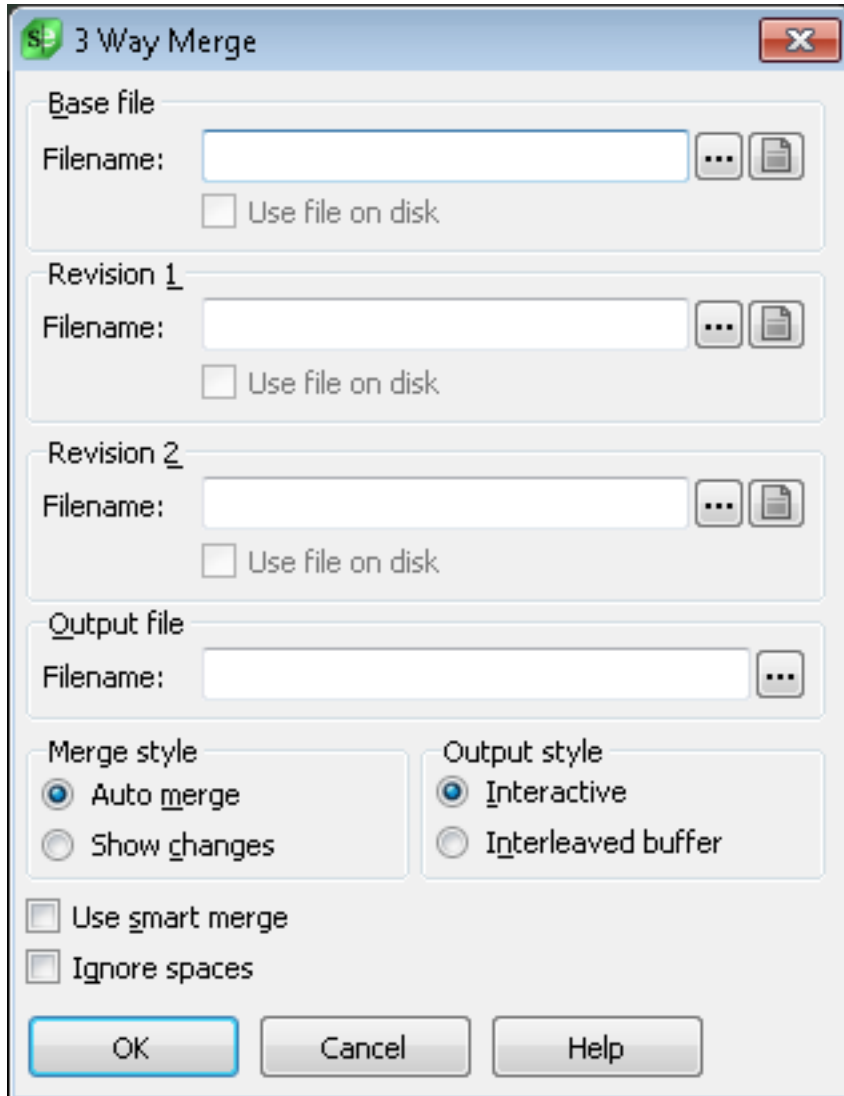 3 Way Merge
Base file
Filename:
...
Use file on disk
Revision 1
Filename:
...
Use file on disk
Revision 2
Filename:
...
Use file on disk
Output file
Filename:
...
Merge style
Auto merge
Show changes
Output style
Interactive
Interleaved buffer
Use smart merge
Ignore spaces
OK Cancel Help